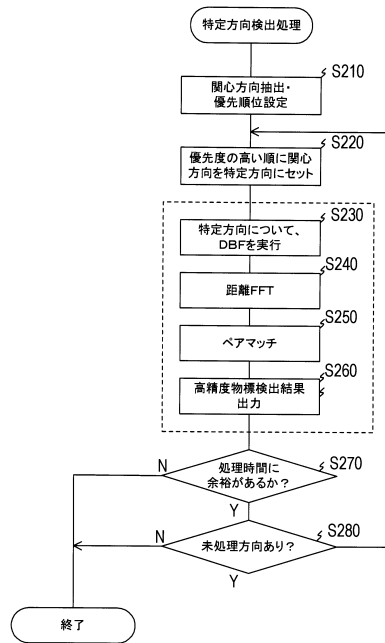 特定方向検出処理
S210
関心方向抽出・
優先順位設定
S220
優先度の高い順に関心
方向を特定方向にセット
S230
特定方向について、
DBFを実行
S240
距離FFT
S250
ペアマッチ
S260
高精度物標検出結果
出力
S270
処理時間に
余裕があるか?
N
Y
S280
未処理方向あり?
N
Y
終了